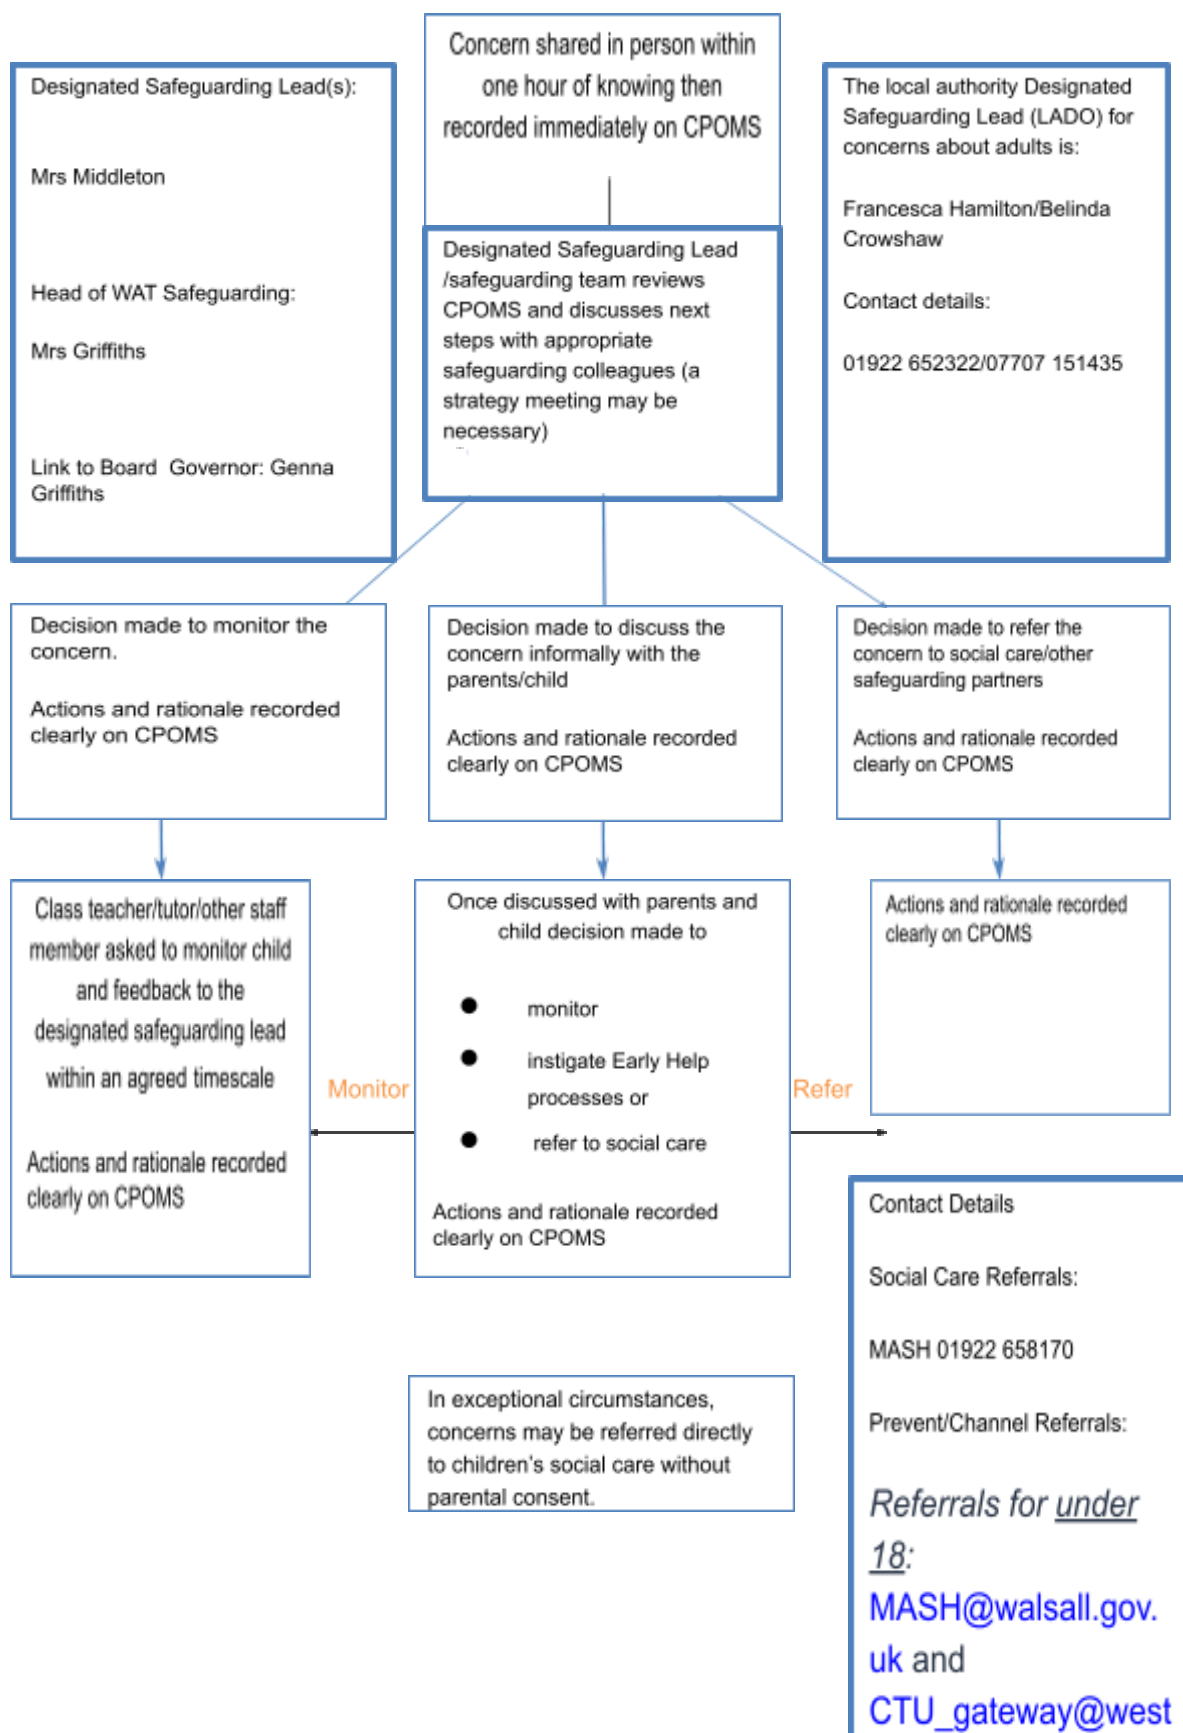 Concern shared in person within
one hour of knowing then
recorded immediately on CPOMS
Designated Safeguarding Lead(s):
Mrs Middleton
Head of WAT Safeguarding:
Mrs Griffiths
Link to Board  Governor: Genna
Griffiths
Designated Safeguarding Lead
/safeguarding team reviews
CPOMS and discusses next
steps with appropriate
safeguarding colleagues (a
strategy meeting may be
necessary)
The local authority Designated
Safeguarding Lead (LADO) for
concerns about adults is:
Francesca Hamilton/Belinda
Crowshaw
Contact details:
01922 652322/07707 151435
Decision made to monitor the
concern.
Actions and rationale recorded
clearly on CPOMS
Decision made to discuss the
concern informally with the
parents/child
Actions and rationale recorded
clearly on CPOMS
Decision made to refer the
concern to social care/other
safeguarding partners
Actions and rationale recorded
clearly on CPOMS
Class teacher/tutor/other staff
member asked to monitor child
and feedback to the
designated safeguarding lead
within an agreed timescale
Actions and rationale recorded
clearly on CPOMS
Monitor
Once discussed with parents and
child decision made to
● monitor
● instigate Early Help
processes or
● refer to social care
Actions and rationale recorded
clearly on CPOMS
Refer
Actions and rationale recorded
clearly on CPOMS
In exceptional circumstances,
concerns may be referred directly
to children's social care without
parental consent.
Contact Details
Social Care Referrals:
MASH 01922 658170
Prevent/Channel Referrals:
Referrals for under
18:
MASH@walsall.gov.
uk and
CTU_gateway@west